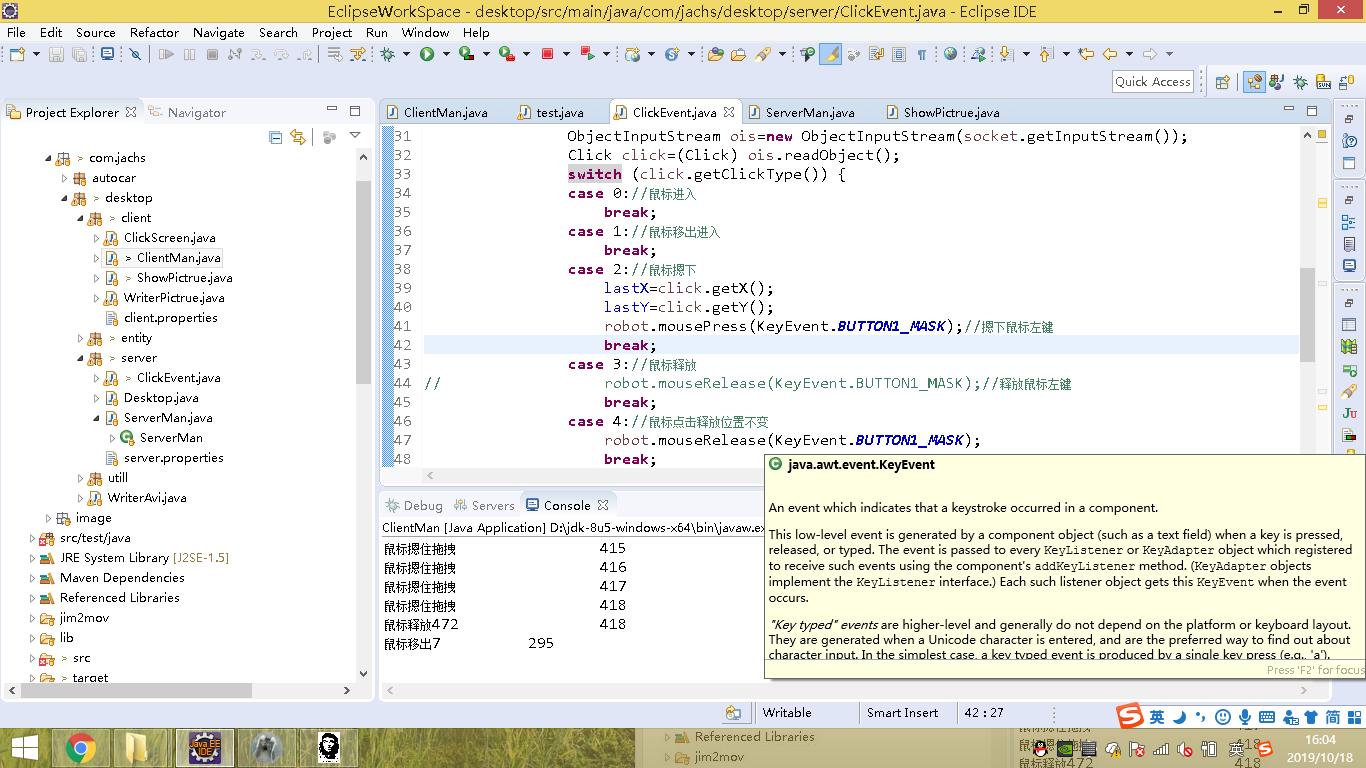 EclipseWorkSpace - desktop/src/main/java/com/jachs/desktop/server/ClickEvent.java - Eclipse IDE
File Edit Source Refactor Navigate Search Project Run Window Help
Quick Access
Project Explorer
Navigator
> com.jachs
autocar
> desktop
> client
ClickScreen.java
> ClientMan.java
> ShowPictrue.java
WriterPictrue.java
client.properties
> entity
> server
> ClickEvent.java
Desktop.java
ServerMan.java
ServerMan
server.properties
utill
WriterAvi.java
image
src/test/java
JRE System Library [J2SE-1.5]
Maven Dependencies
Referenced Libraries
jim2mov
lib
> src
> target
ClientMan.java test.java ClickEvent.java ServerMan.java ShowPictrue.java
31 ObjectInputStream ois=new ObjectInputStream(socket.getInputStream());
32 Click click=(Click) ois.readObject();
33 switch (click.getClickType()) {
34 case 0://鼠标进入
35 break;
36 case 1://鼠标移出进入
37 break;
38 case 2://鼠标摁下
39 lastX=click.getX();
40 lastY=click.getY();
41 robot.mousePress(KeyEvent.BUTTON1_MASK);//摁下鼠标左键
42 break;
43 case 3://鼠标释放
44 // robot.mouseRelease(KeyEvent.BUTTON1_MASK);//释放鼠标左键
45 break;
46 case 4://鼠标点击释放位置不变
47 robot.mouseRelease(KeyEvent.BUTTON1_MASK);
48 break;
java.awt.event.KeyEvent
An event which indicates that a keystroke occurred in a component.
This low-level event is generated by a component object (such as a text field) when a key is pressed,
released, or typed. The event is passed to every KeyListener or KeyAdapter object which registered
to receive such events using the component's addKeyListener method. (KeyAdapter objects
implement the KeyListener interface.) Each such listener object gets this KeyEvent when the event
occurs.
"Key typed" events are higher-level and generally do not depend on the platform or keyboard layout.
They are generated when a Unicode character is entered, and are the preferred way to find out about
character input. In the simplest case, a key typed event is produced by a single key press (e.g., 'a').
Press 'F2' for focus
Debug Servers Console
ClientMan [Java Application] D:\jdk-8u5-windows-x64\bin\javaw.ex
鼠标摁住拖拽 415
鼠标摁住拖拽 416
鼠标摁住拖拽 417
鼠标摁住拖拽 418
鼠标释放472 418
鼠标移出7 295
Writable Smart Insert 42 : 27
英 简
Java EE IDE
Referenced Libraries
jim2mov
鼠标释放472 418
英
16:04
2019/10/18